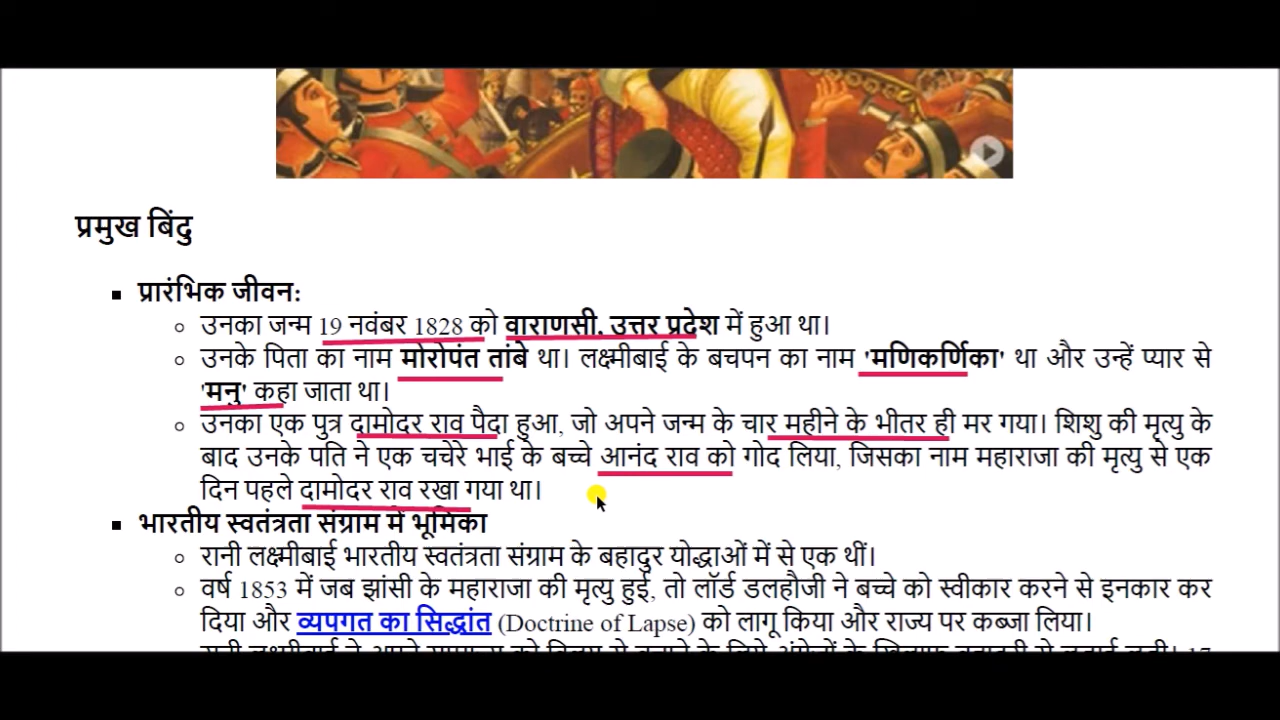 प्रमुख बिंदु
प्रारंभिक जीवन:
उनका जन्म 19 नवंबर 1828 को वाराणसी, उत्तर प्रदेश में हुआ था।
उनके पिता का नाम मोरोपंत तांबे था। लक्ष्मीबाई के बचपन का नाम 'मणिकर्णिका' था और उन्हें प्यार से
'मनु' कहा जाता था।
उनका एक पुत्र दामोदर राव पैदा हुआ, जो अपने जन्म के चार महीने के भीतर ही मर गया। शिशु की मृत्यु के
बाद उनके पति ने एक चचेरे भाई के बच्चे आनंद राव को गोद लिया, जिसका नाम महाराजा की मृत्यु से एक
दिन पहले दामोदर राव रखा गया था।
भारतीय स्वतंत्रता संग्राम में भूमिका
रानी लक्ष्मीबाई भारतीय स्वतंत्रता संग्राम के बहादुर योद्धाओं में से एक थीं।
वर्ष 1853 में जब झांसी के महाराजा की मृत्यु हुई, तो लॉर्ड डलहौजी ने बच्चे को स्वीकार करने से इनकार कर
दिया और व्यपगत का सिद्धांत (Doctrine of Lapse) को लागू किया और राज्य पर कब्जा लिया।